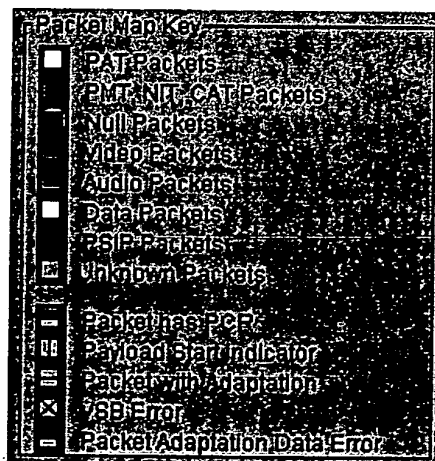 Packet Map Key
PAT Packets
PMT, NIT, CAT Packets
Null Packets
Video Packets
Audio Packets
Data Packets
PSIP Packets
Unknown Packets
Packet has PCR
Payload Start Indicator
Packet with Adaptation
VSB Error
Packet Adaptation Data Error